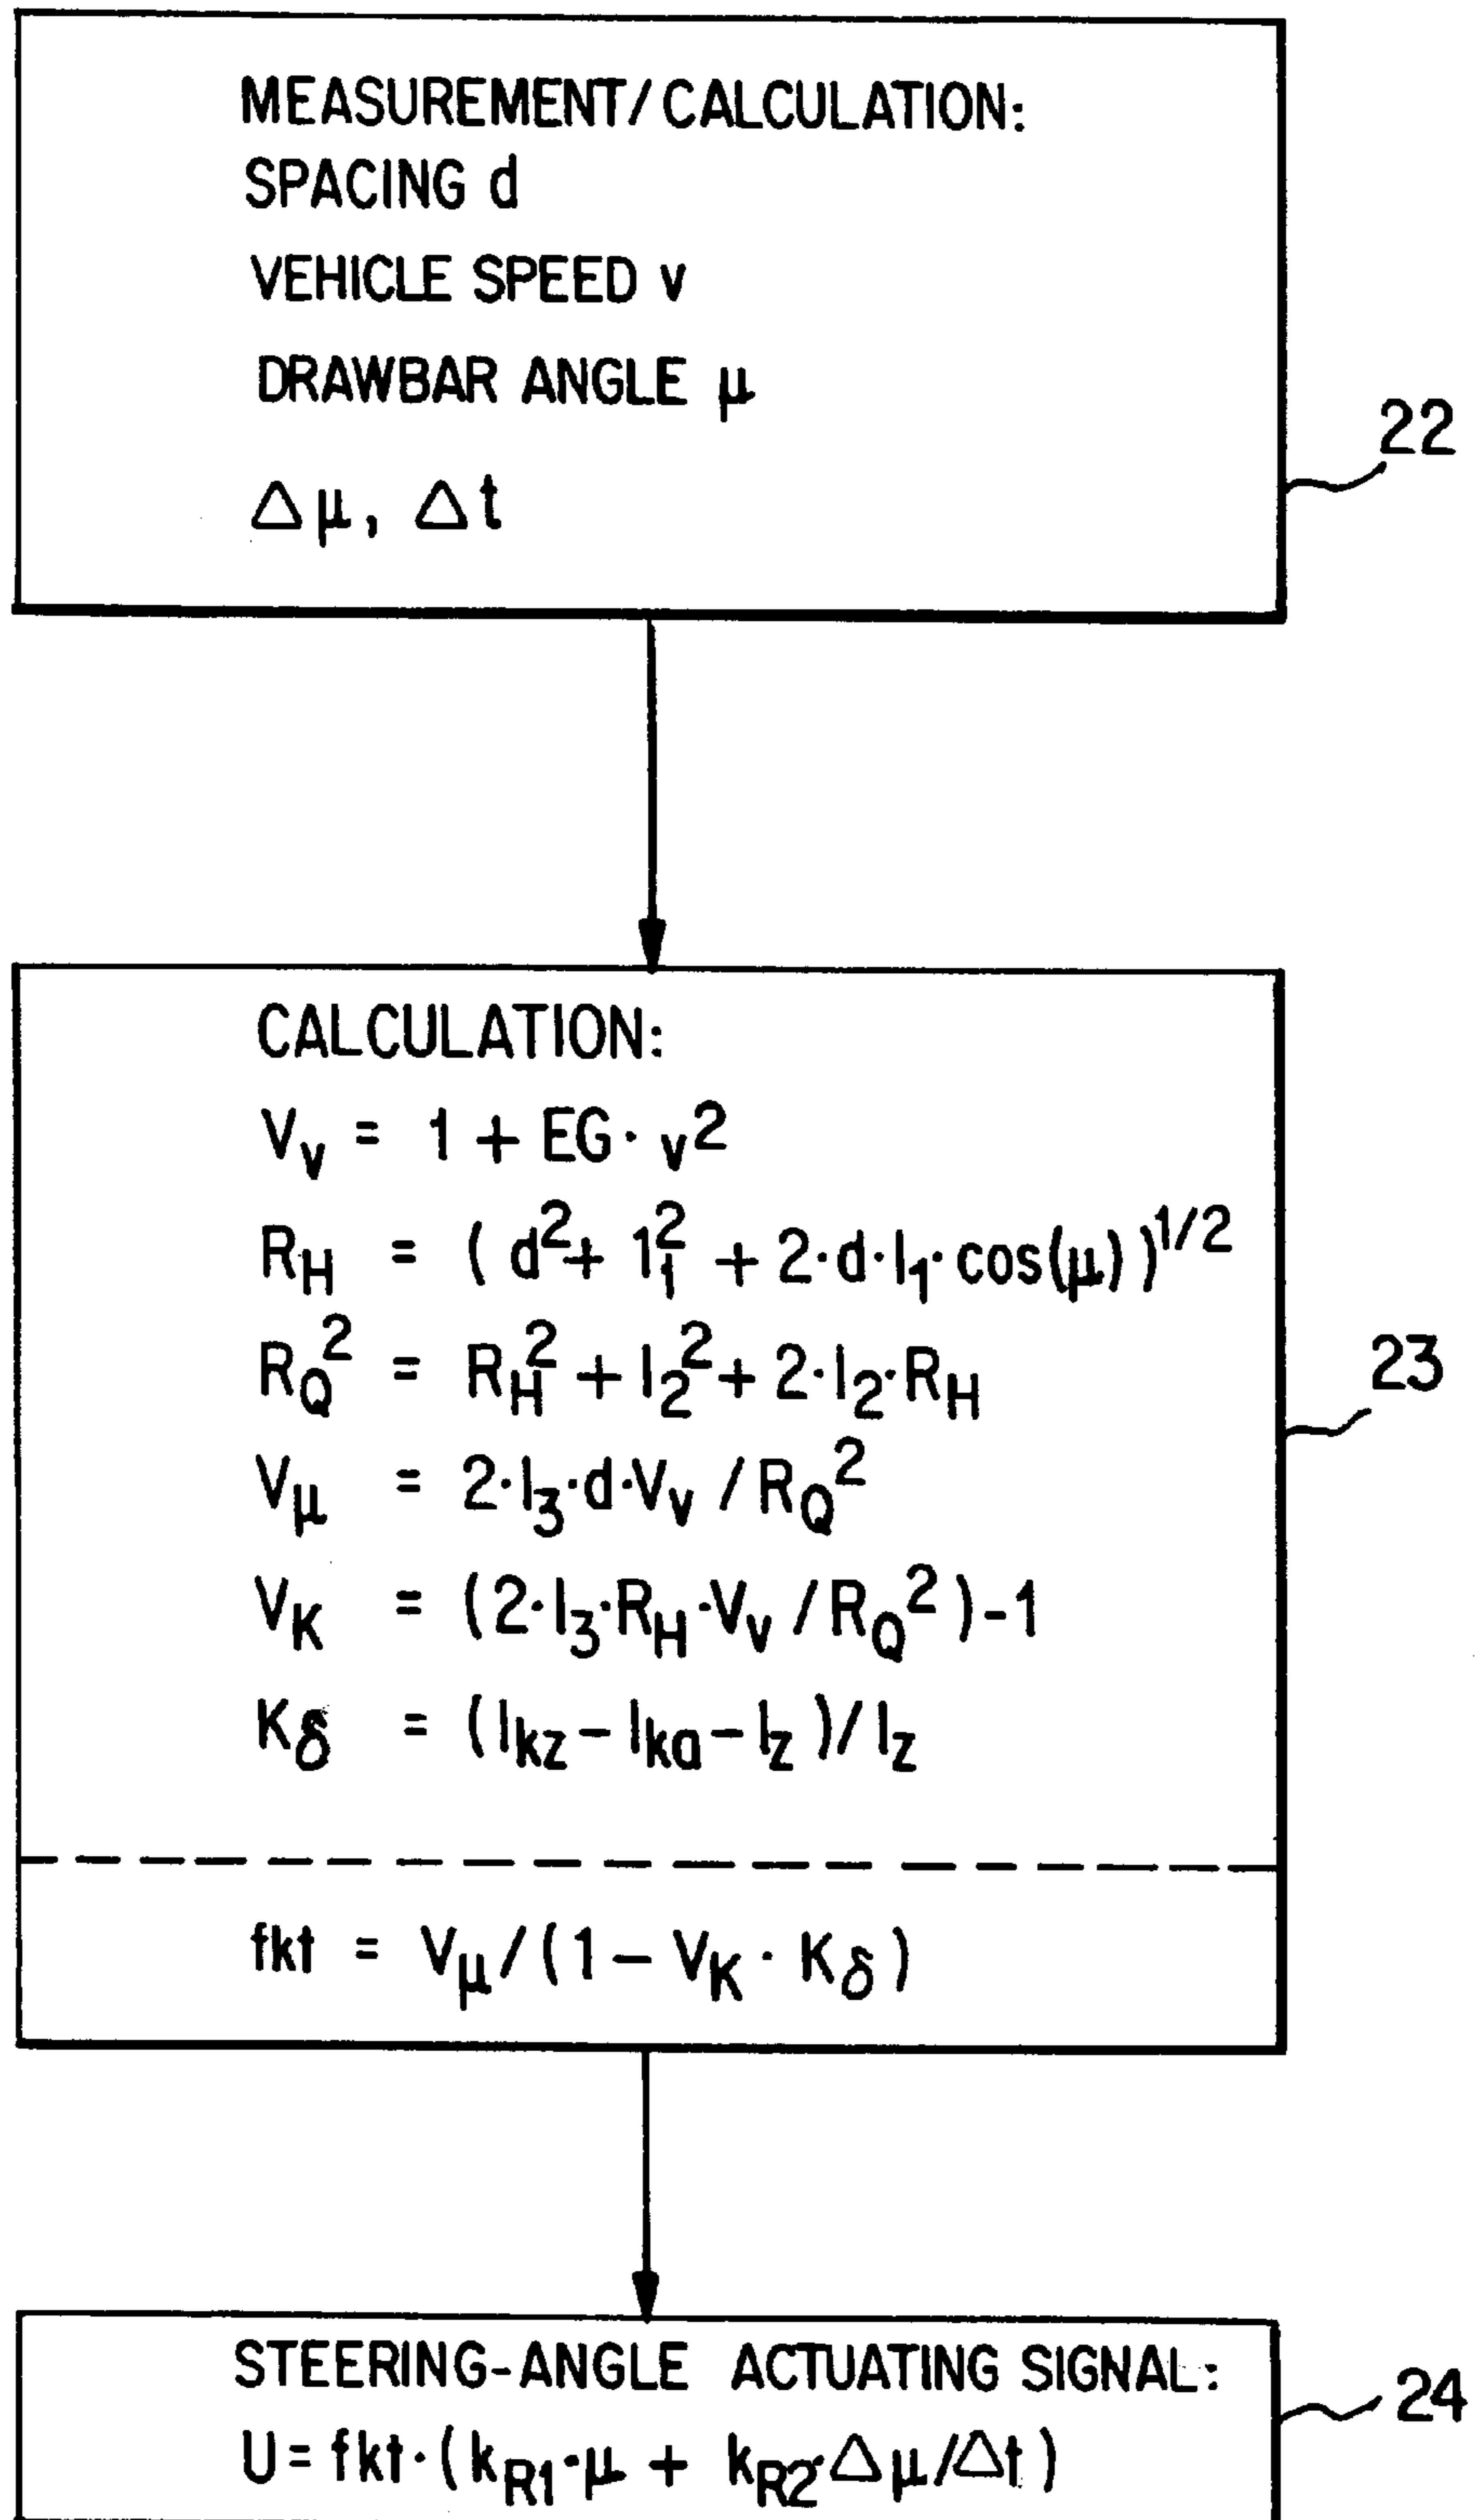 MEASUREMENT/CALCULATION:
SPACING d
VEHICLE SPEED v
DRAWBAR ANGLE μ
Δμ, Δt
22
CALCULATION:
V_v = 1 + EG · v²
R_H = (d² + l₁² + 2·d·l₁·cos(μ))^1/2
R_Q² = R_H² + l₂² + 2·l₂·R_H
V_μ = 2·l₃·d·V_v / R_Q²
V_K = (2·l₃·R_H·V_v / R_Q²) - 1
K_δ = (l_kz - l_ka - l_z) / l_z
23
fkt = V_μ / (1 - V_K · K_δ)
STEERING-ANGLE ACTUATING SIGNAL:
U = fkt·(k_R1·μ + k_R2·Δμ/Δt)
24